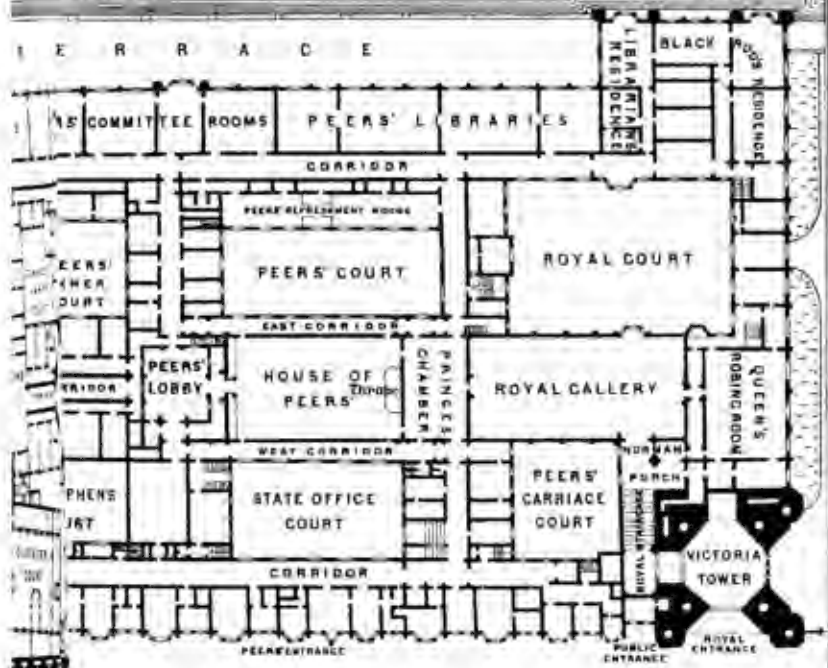 E R R A C E
COMMITTEE ROOMS
PEERS' LIBRARIES
LIBRARIANS RESIDENCE
BLACK RODS RESIDENCE
CORRIDOR
PEERS' REFRESHMENT ROOMS
PEERS' COURT
ROYAL COURT
EAST CORRIDOR
PEERS'
LOBBY
HOUSE OF
PEERS'
Throne
PRINCES
CHAMBER
ROYAL GALLERY
QUEEN'S
ROBING ROOM
WEST CORRIDOR
NORMAN
PORCH
STATE OFFICE
COURT
PEERS'
CARRIAGE
COURT
ROYAL STAIRCASE
VICTORIA
TOWER
CORRIDOR
PEERS' ENTRANCE
PUBLIC
ENTRANCE
ROYAL
ENTRANCE